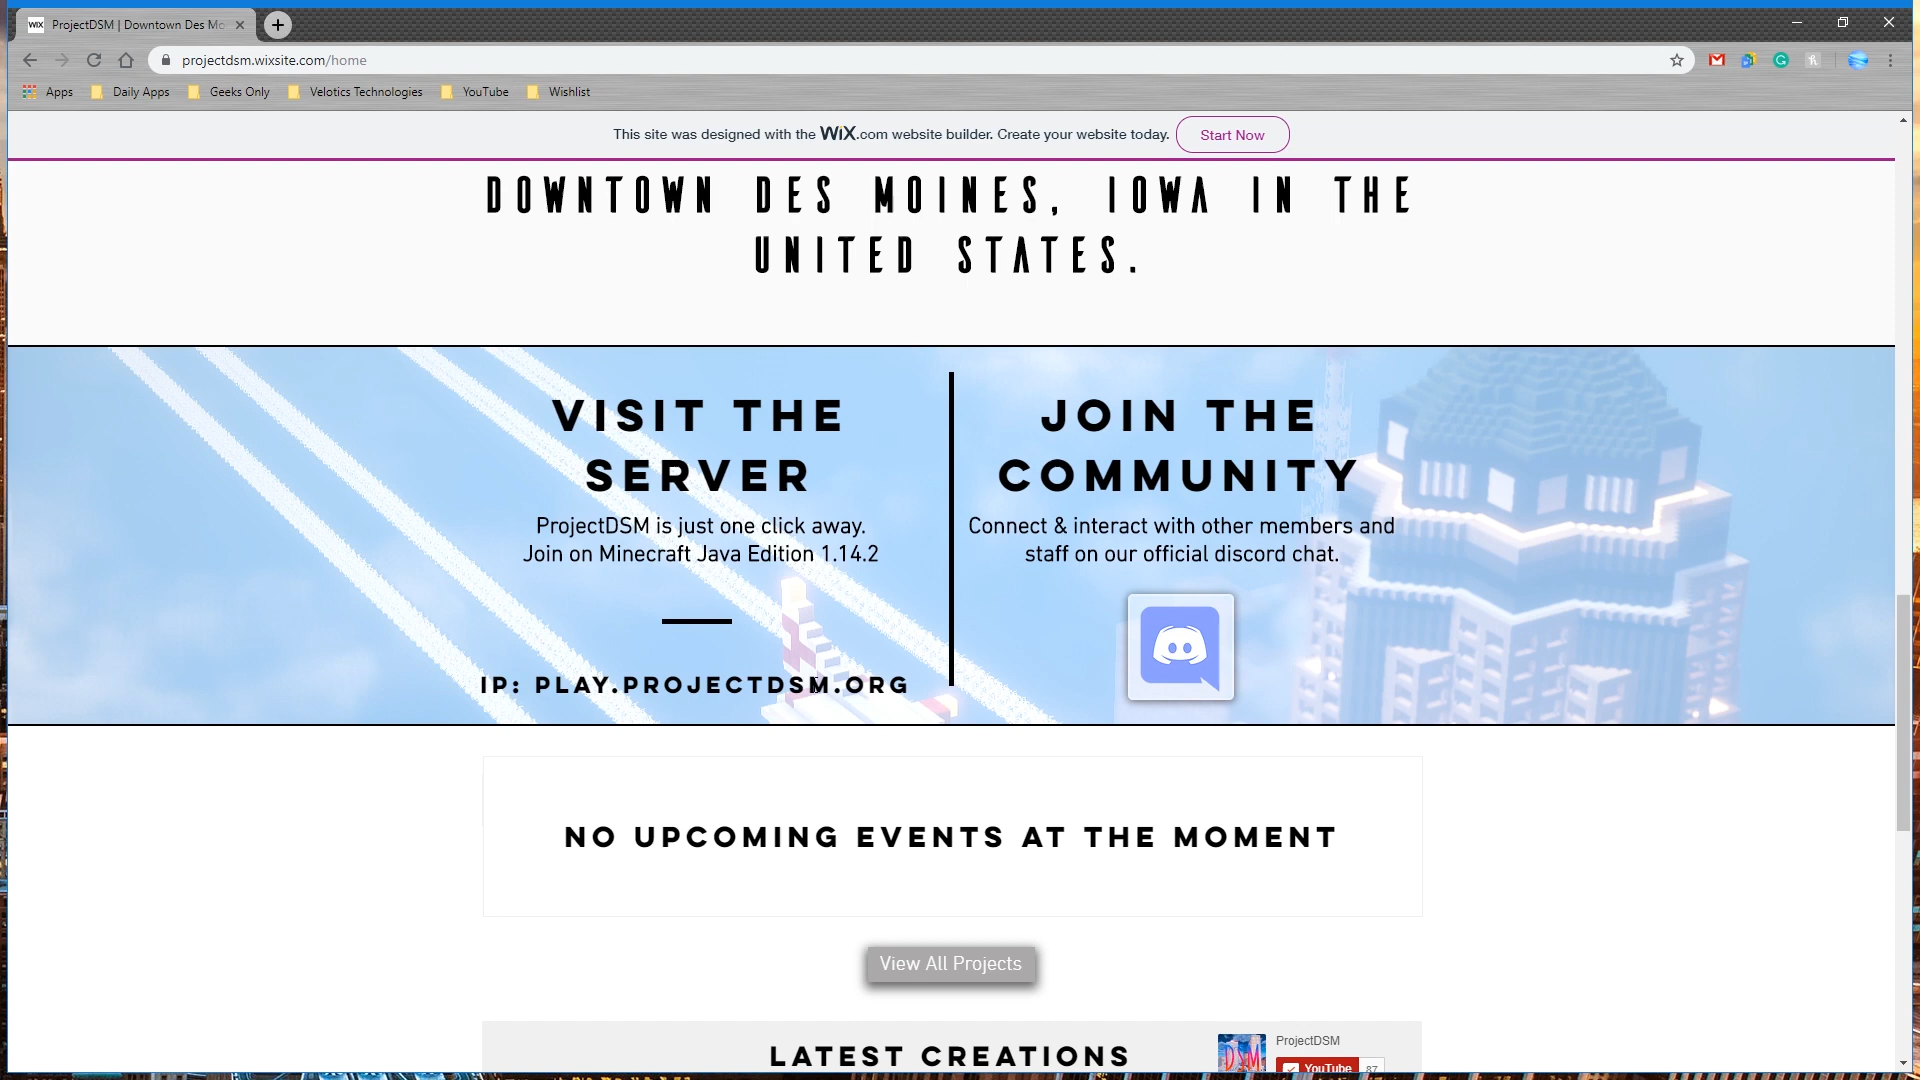 WiX ProjectDSM | Downtown Des Mo
projectdsm.wixsite.com/home
Apps Daily Apps Geeks Only Velotics Technologies YouTube Wishlist
This site was designed with the WiX.com website builder. Create your website today. Start Now
DOWNTOWN DES MOINES, IOWA IN THE
UNITED STATES.
VISIT THE
SERVER
ProjectDSM is just one click away.
Join on Minecraft Java Edition 1.14.2
IP: PLAY.PROJECTDSM.ORG
JOIN THE
COMMUNITY
Connect & interact with other members and
staff on our official discord chat.
NO UPCOMING EVENTS AT THE MOMENT
View All Projects
LATEST CREATIONS
DSM
ProjectDSM
YouTube 87